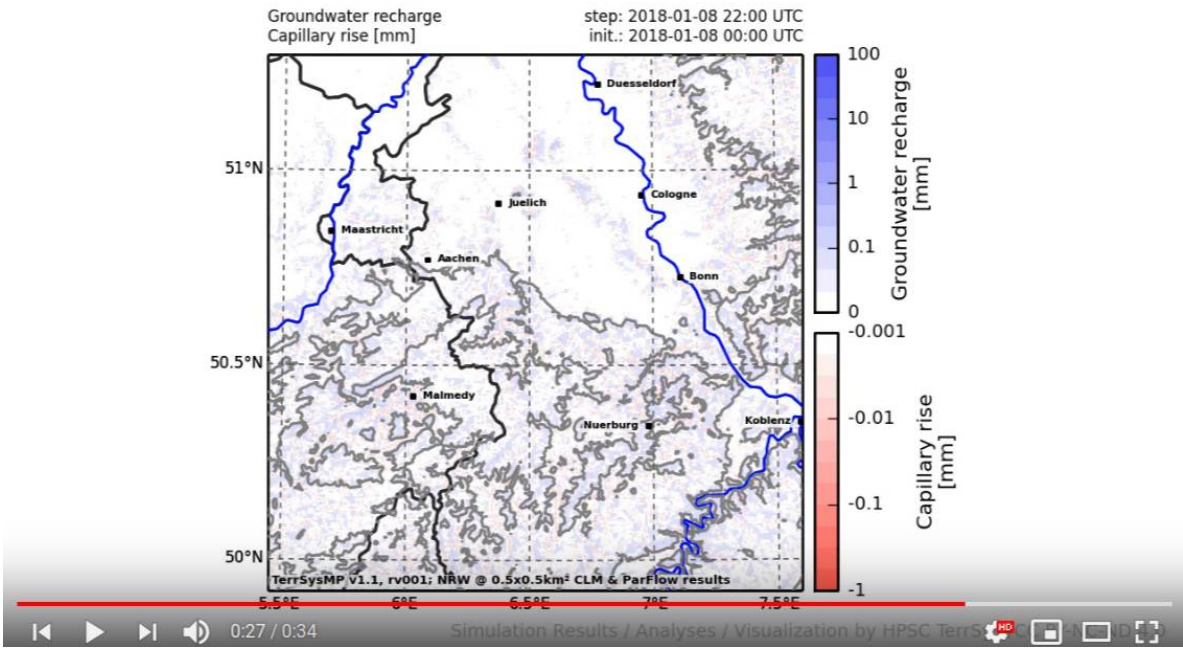 Groundwater recharge
Capillary rise [mm]
step: 2018-01-08 22:00 UTC
init.: 2018-01-08 00:00 UTC
Duesseldorf
51°N
Cologne
Juelich
Maastricht
Aachen
Bonn
50.5°N
Malmedy
Koblenz
Nuerburg
50°N
TerrSysMP v1.1, rv001; NRW @ 0.5x0.5km² CLM & ParFlow results
5.5°E 6°E 6.5°E 7°E 7.5°E
100
10
1
0.1
0
Groundwater recharge
[mm]
-0.001
-0.01
-0.1
-1
Capillary rise
[mm]
0:27 / 0:34
Simulation Results / Analyses / Visualization by HPSC
HD